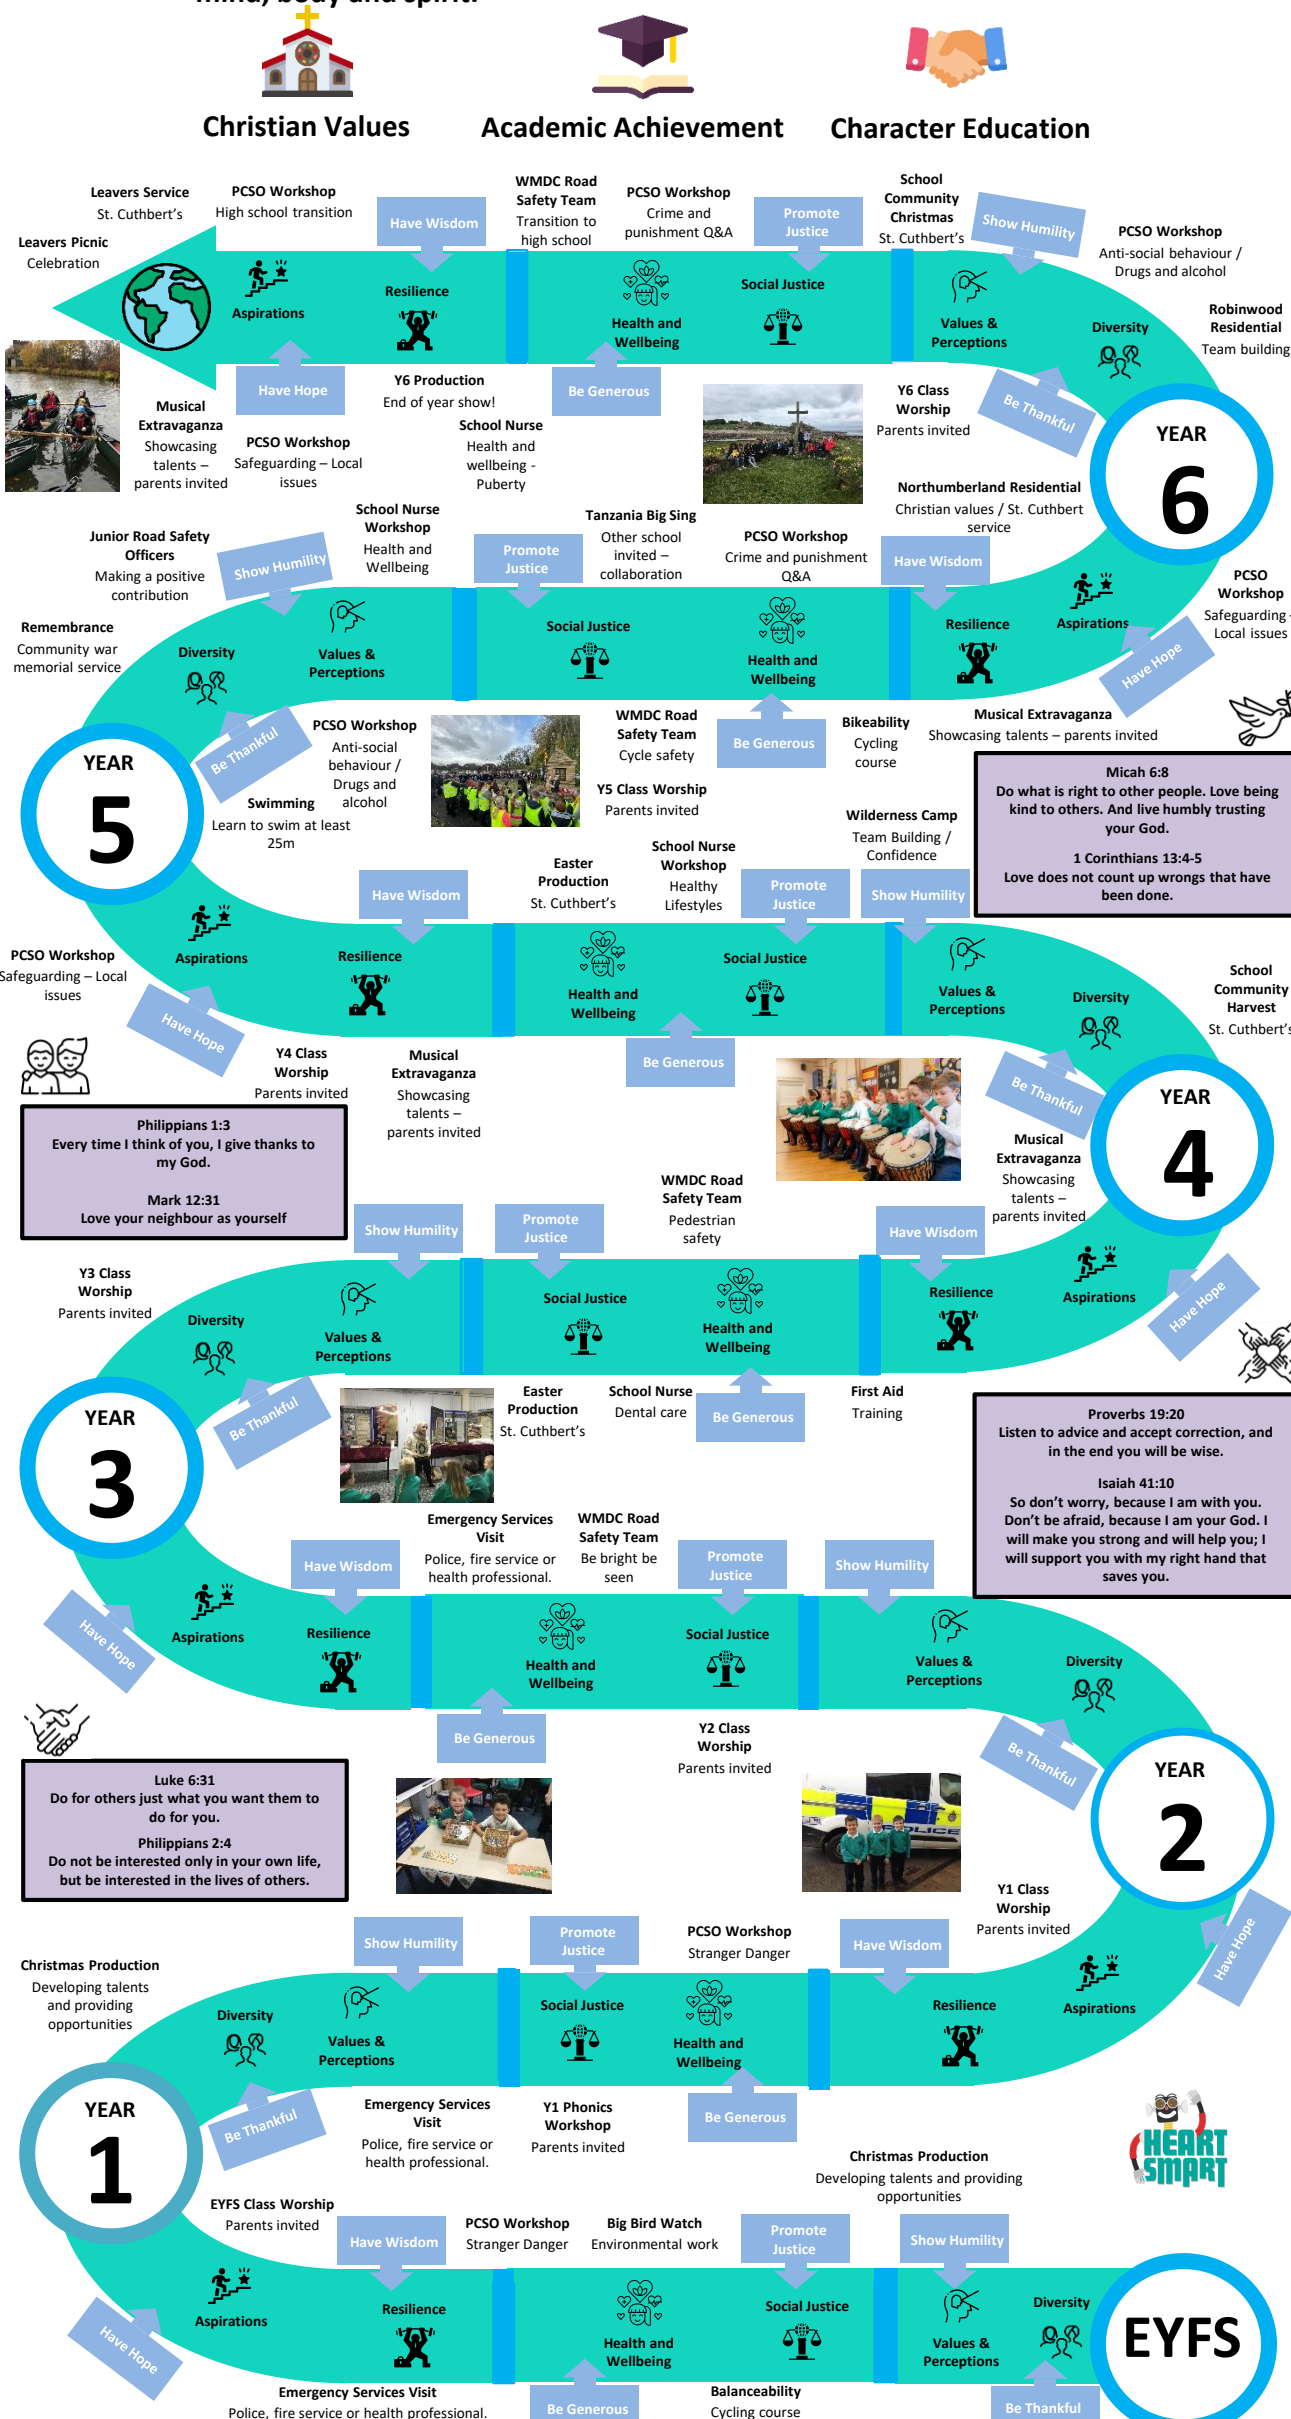 mind, body and spirit.
Christian Values
Academic Achievement
Character Education
Leavers Service
St. Cuthbert's
Leavers Picnic
Celebration
PCSO Workshop
High school transition
Have Wisdom
WMDC Road
Safety Team
Transition to
high school
PCSO Workshop
Crime and
punishment Q&A
Promote
Justice
School
Community
Christmas
St. Cuthbert's
Show Humility
PCSO Workshop
Anti-social behaviour /
Drugs and alcohol
Robinwood
Residential
Team building
Aspirations
Resilience
Health and
Wellbeing
Social Justice
Values &
Perceptions
Diversity
Have Hope
Y6 Production
End of year show!
Be Generous
Be Thankful
Y6 Class
Worship
Parents invited
YEAR
6
Musical
Extravaganza
Showcasing
talents –
parents invited
PCSO Workshop
Safeguarding – Local
issues
School Nurse
Health and
wellbeing -
Puberty
Northumberland Residential
Christian values / St. Cuthbert
service
Junior Road Safety
Officers
Making a positive
contribution
Show Humility
School Nurse
Workshop
Health and
Wellbeing
Promote
Justice
Tanzania Big Sing
Other school
invited –
collaboration
PCSO Workshop
Crime and punishment
Q&A
Have Wisdom
PCSO
Workshop
Safeguarding -
Local issues
Remembrance
Community war
memorial service
Diversity
Values &
Perceptions
Social Justice
Health and
Wellbeing
Resilience
Aspirations
Have Hope
YEAR
5
Be Thankful
PCSO Workshop
Anti-social
behaviour /
Drugs and
alcohol
Swimming
Learn to swim at least
25m
WMDC Road
Safety Team
Cycle safety
Y5 Class Worship
Parents invited
Be Generous
Bikeability
Cycling
course
Musical Extravaganza
Showcasing talents – parents invited
Micah 6:8
Do what is right to other people. Love being
kind to others. And live humbly trusting
your God.
1 Corinthians 13:4-5
Love does not count up wrongs that have
been done.
Have Wisdom
Easter
Production
St. Cuthbert's
School Nurse
Workshop
Healthy
Lifestyles
Promote
Justice
Wilderness Camp
Team Building /
Confidence
Show Humility
PCSO Workshop
Safeguarding – Local
issues
Aspirations
Resilience
Health and
Wellbeing
Social Justice
Values &
Perceptions
Diversity
School
Community
Harvest
St. Cuthbert's
Have Hope
Y4 Class
Worship
Parents invited
Musical
Extravaganza
Showcasing
talents –
parents invited
Be Generous
Be Thankful
YEAR
4
Philippians 1:3
Every time I think of you, I give thanks to
my God.
Mark 12:31
Love your neighbour as yourself
Musical
Extravaganza
Showcasing
talents –
parents invited
Show Humility
Promote
Justice
WMDC Road
Safety Team
Pedestrian
safety
Have Wisdom
Y3 Class
Worship
Parents invited
Diversity
Values &
Perceptions
Social Justice
Health and
Wellbeing
Resilience
Aspirations
Have Hope
YEAR
3
Be Thankful
Easter
Production
St. Cuthbert's
School Nurse
Dental care
Be Generous
First Aid
Training
Proverbs 19:20
Listen to advice and accept correction, and
in the end you will be wise.
Isaiah 41:10
So don't worry, because I am with you.
Don't be afraid, because I am your God. I
will make you strong and will help you; I
will support you with my right hand that
saves you.
Have Wisdom
Emergency Services
Visit
Police, fire service or
health professional.
WMDC Road
Safety Team
Be bright be
seen
Promote
Justice
Show Humility
Have Hope
Aspirations
Resilience
Health and
Wellbeing
Social Justice
Values &
Perceptions
Diversity
Be Generous
Y2 Class
Worship
Parents invited
Be Thankful
YEAR
2
Luke 6:31
Do for others just what you want them to
do for you.
Philippians 2:4
Do not be interested only in your own life,
but be interested in the lives of others.
POLICE
Y1 Class
Worship
Parents invited
Christmas Production
Developing talents
and providing
opportunities
Show Humility
Promote
Justice
PCSO Workshop
Stranger Danger
Have Wisdom
Have Hope
Diversity
Values &
Perceptions
Social Justice
Health and
Wellbeing
Resilience
Aspirations
YEAR
1
Be Thankful
Emergency Services
Visit
Police, fire service or
health professional.
Y1 Phonics
Workshop
Parents invited
Be Generous
Christmas Production
Developing talents and providing
opportunities
HEART
SMART
EYFS Class Worship
Parents invited
Have Wisdom
PCSO Workshop
Stranger Danger
Big Bird Watch
Environmental work
Promote
Justice
Show Humility
Aspirations
Resilience
Health and
Wellbeing
Social Justice
Values &
Perceptions
Diversity
EYFS
Have Hope
Emergency Services Visit
Police, fire service or health professional.
Be Generous
Balanceability
Cycling course
Be Thankful